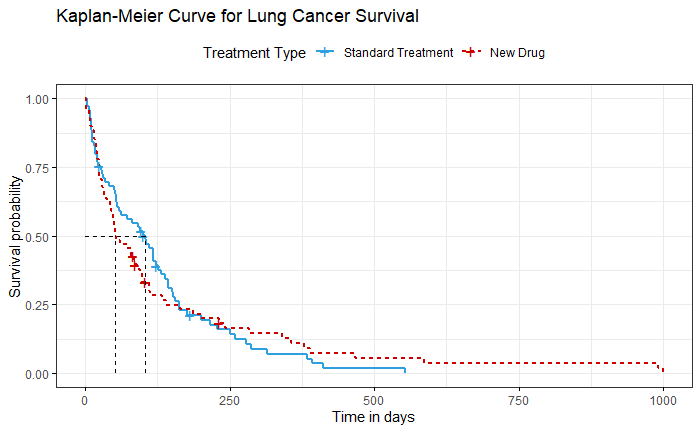 Kaplan-Meier Curve for Lung Cancer Survival
Treatment Type Standard Treatment New Drug
1.00
0.75
0.50
0.25
0.00
Survival probability
0 250 500 750 1000
Time in days